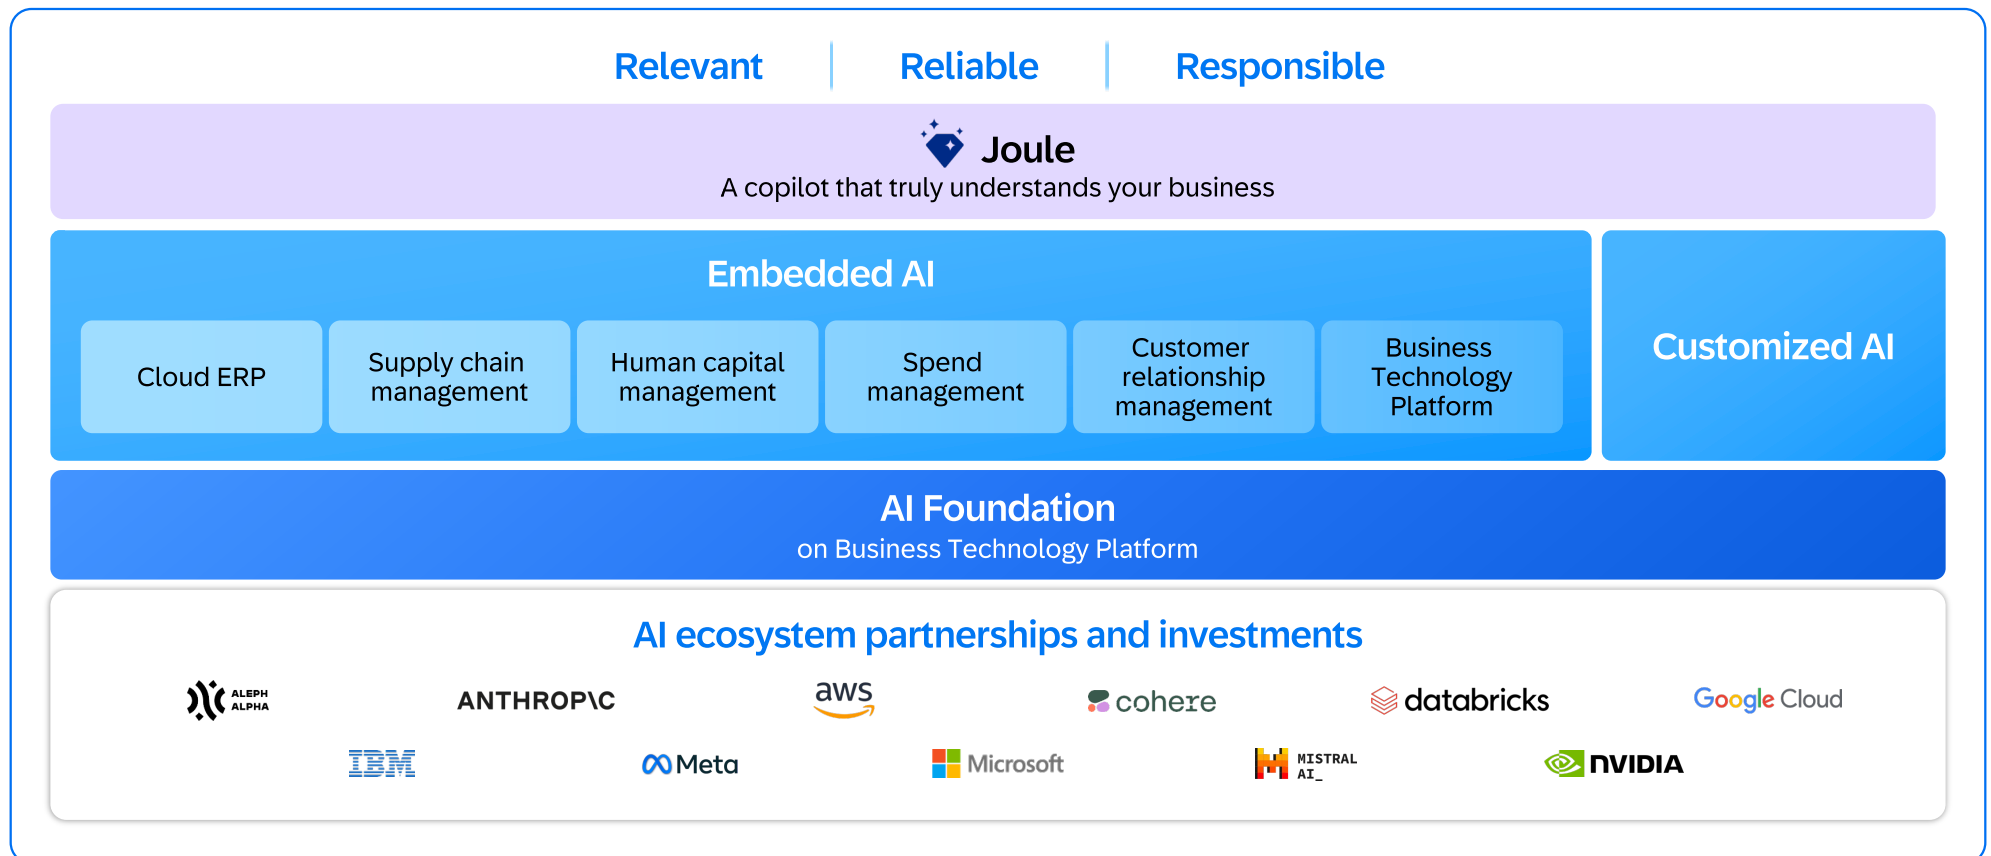 Relevant
Reliable
Responsible
Joule
A copilot that truly understands your business
Embedded AI
Cloud ERP
Supply chain
management
Human capital
management
Spend
management
Customer
relationship
management
Business
Technology
Platform
Customized AI
AI Foundation
on Business Technology Platform
AI ecosystem partnerships and investments
ALEPH
ALPHA
ANTHROP\C
aws
cohere
databricks
Google Cloud
IBM
Meta
Microsoft
MISTRAL
AI_
NVIDIA